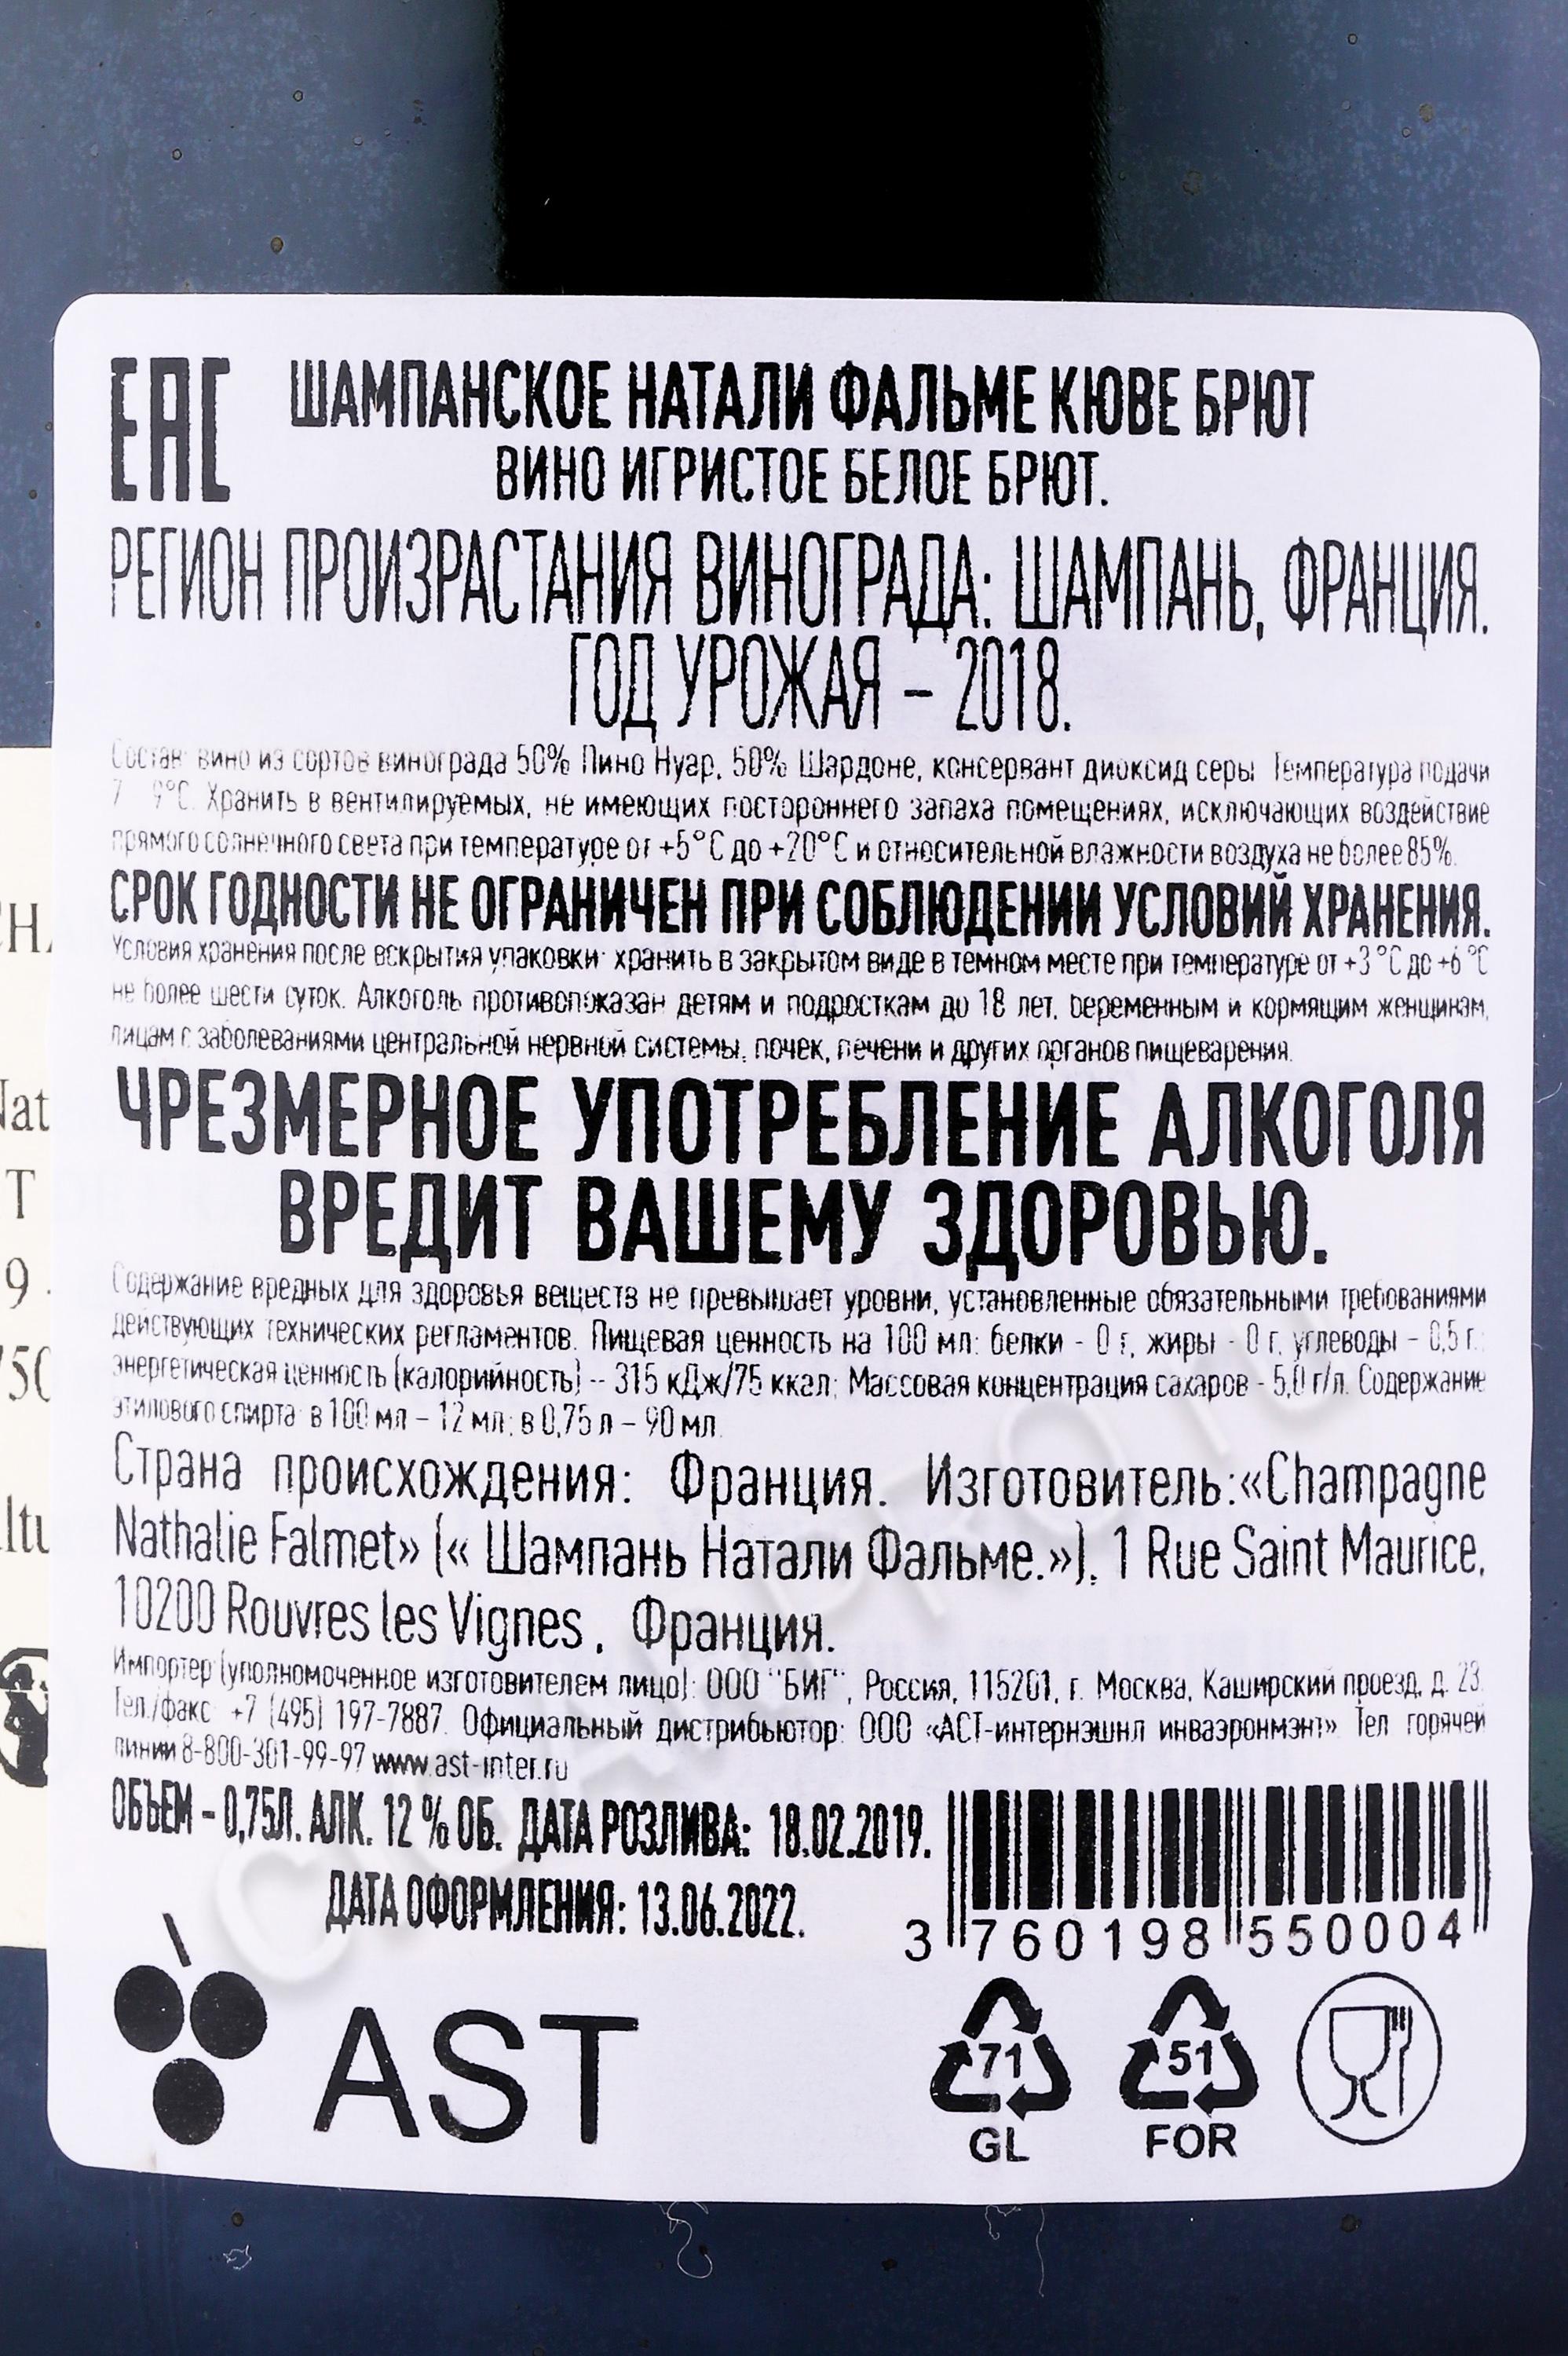 EAC
ШАМПАНСКОЕ НАТАЛИ ФАЛЬМЕ КЮВЕ БРЮТ
ВИНО ИГРИСТОЕ БЕЛОЕ БРЮТ.
РЕГИОН ПРОИЗРАСТАНИЯ ВИНОГРАДА: ШАМПАНЬ, ФРАНЦИЯ.
ГОД УРОЖАЯ – 2018.
Состав: вино из сортов винограда 50% Пино Нуар, 50% Шардоне, консервант диоксид серы. Температура подачи
7 – 9°С. Хранить в вентилируемых, не имеющих постороннего запаха помещениях, исключающих воздействие
прямого солнечного света при температуре от +5°С до +20°С и относительной влажности воздуха не более 85%.
СРОК ГОДНОСТИ НЕ ОГРАНИЧЕН ПРИ СОБЛЮДЕНИИ УСЛОВИЙ ХРАНЕНИЯ.
Условия хранения после вскрытия упаковки: хранить в закрытом виде в темном месте при температуре от +3 °С до +6 °С
не более шести суток. Алкоголь противопоказан детям и подросткам до 18 лет, беременным и кормящим женщинам,
лицам с заболеваниями центральной нервной системы, почек, печени и других органов пищеварения.
ЧРЕЗМЕРНОЕ УПОТРЕБЛЕНИЕ АЛКОГОЛЯ
ВРЕДИТ ВАШЕМУ ЗДОРОВЬЮ.
Содержание вредных для здоровья веществ не превышает уровни, установленные обязательными требованиями
действующих технических регламентов. Пищевая ценность на 100 мл: белки - 0 г, жиры - 0 г, углеводы – 0,5 г;
энергетическая ценность (калорийность) -- 315 кДж/75 ккал; Массовая концентрация сахаров - 5,0 г/л. Содержание
этилового спирта: в 100 мл – 12 мл; в 0,75 л – 90 мл.
Страна происхождения: Франция. Изготовитель:«Champagne
Nathalie Falmet» (« Шампань Натали Фальме.»), 1 Rue Saint Maurice,
10200 Rouvres les Vignes , Франция.
Импортер (уполномоченное изготовителем лицо): ООО "БИГ", Россия, 115201, г. Москва, Каширский проезд, д. 23.
Тел./факс: +7 (495) 197-7887. Официальный дистрибьютор: ООО «АСТ-интернэшнл инваэронмэнт» Тел горячей
линии 8-800-301-99-97 www.ast-inter.ru
ОБЪЕМ – 0,75Л. АЛК. 12 % ОБ. ДАТА РОЗЛИВА: 18.02.2019.
ДАТА ОФОРМЛЕНИЯ: 13.06.2022.
3 760198 550004
AST
71 51
GL FOR